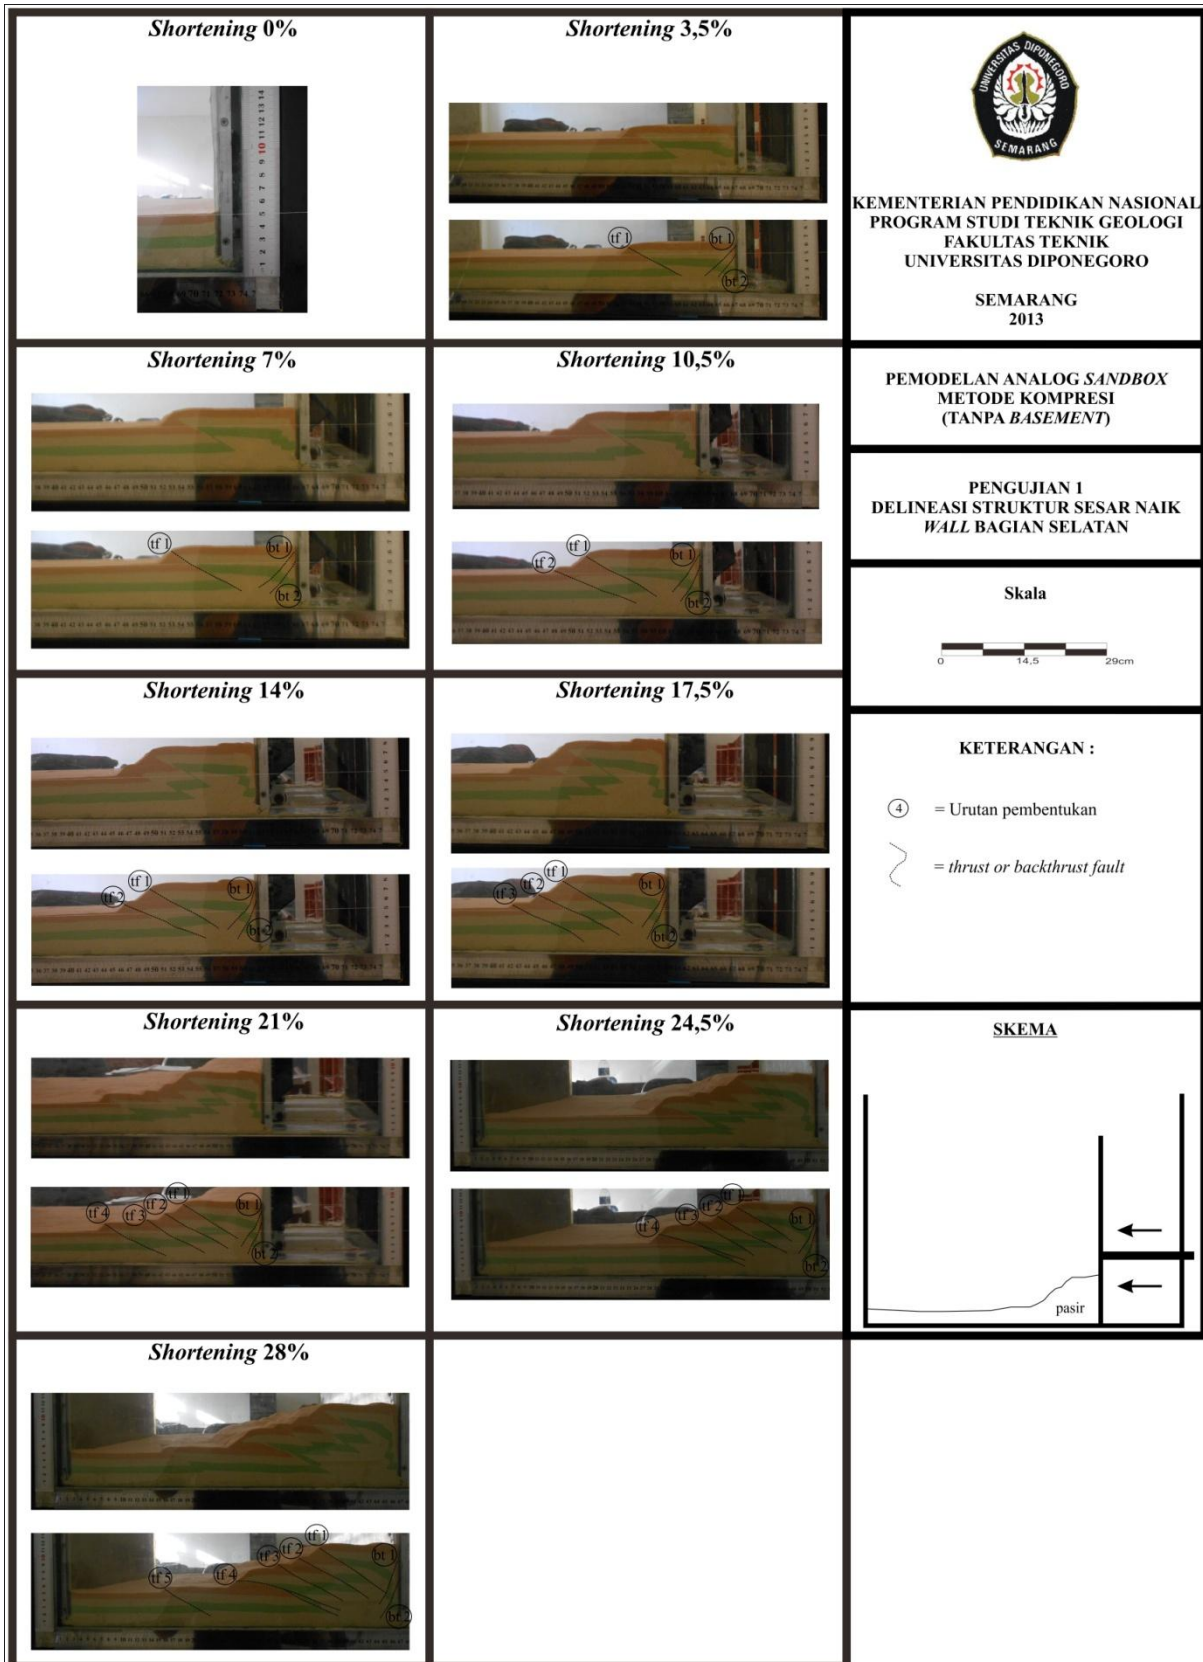 Shortening 0%
Shortening 3,5%
tf 1
bt 1
bt 2
Shortening 7%
tf 1
bt 1
bt 2
Shortening 10,5%
tf 2
tf 1
bt 1
bt 2
Shortening 14%
tf 2
tf 1
bt 1
bt 2
Shortening 17,5%
tf 3
tf 2
tf 1
bt 1
bt 2
Shortening 21%
tf 4
tf 3
tf 2
tf 1
bt 1
bt 2
Shortening 24,5%
tf 4
tf 3
tf 2
tf 1
bt 1
bt 2
Shortening 28%
tf 5
tf 4
tf 3
tf 2
tf 1
bt 1
bt 2
UNIVERSITAS DIPONEGORO
SEMARANG
KEMENTERIAN PENDIDIKAN NASIONAL
PROGRAM STUDI TEKNIK GEOLOGI
FAKULTAS TEKNIK
UNIVERSITAS DIPONEGORO
SEMARANG
2013
PEMODELAN ANALOG SANDBOX
METODE KOMPRESI
(TANPA BASEMENT)
PENGUJIAN 1
DELINEASI STRUKTUR SESAR NAIK
WALL BAGIAN SELATAN
Skala
0 14,5 29cm
KETERANGAN :
4 = Urutan pembentukan
= thrust or backthrust fault
SKEMA
pasir